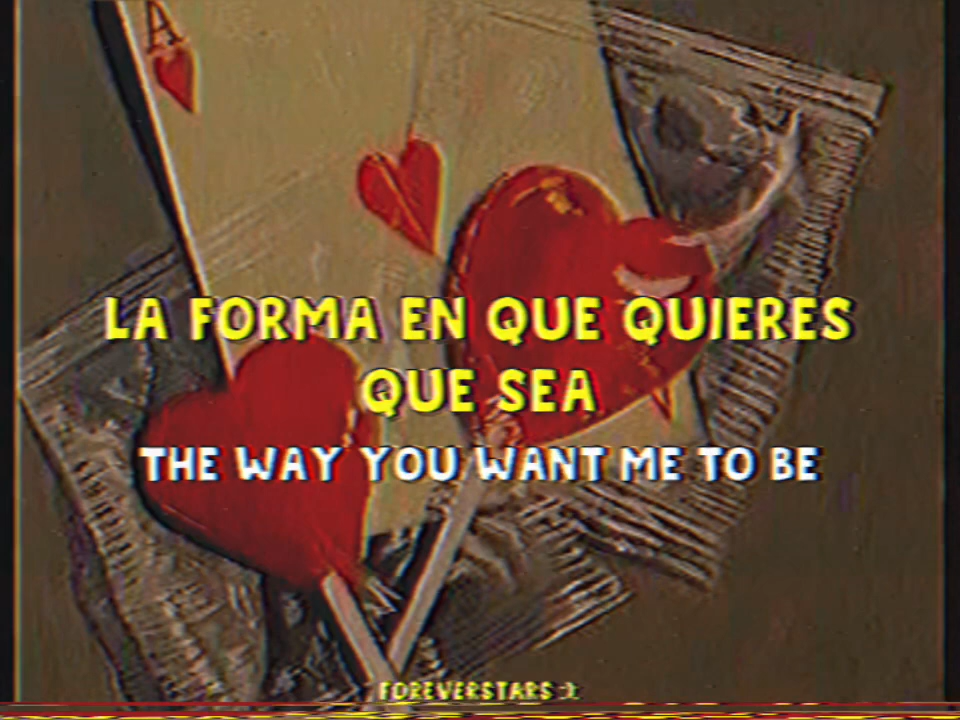 A
LA FORMA EN QUE QUIERES
QUE SEA
THE WAY YOU WANT ME TO BE
FOREVERSTARS :).